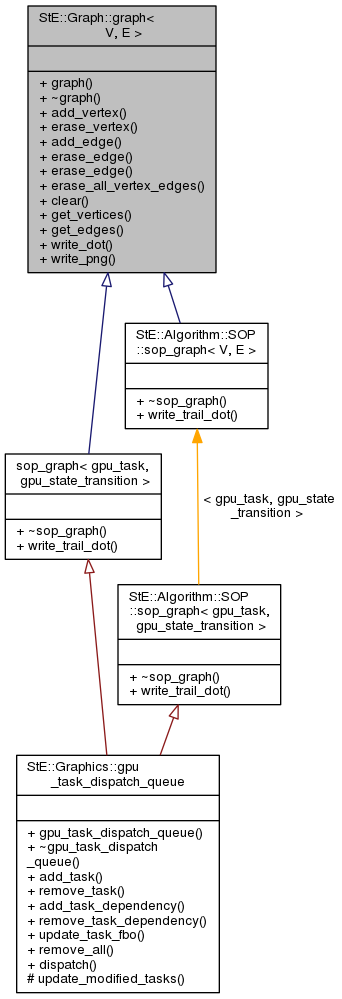 StE::Graph::graph<
V, E >
+ graph()
+ ~graph()
+ add_vertex()
+ erase_vertex()
+ add_edge()
+ erase_edge()
+ erase_edge()
+ erase_all_vertex_edges()
+ clear()
+ get_vertices()
+ get_edges()
+ write_dot()
+ write_png()
StE::Algorithm::SOP
::sop_graph< V, E >
+ ~sop_graph()
+ write_trail_dot()
sop_graph< gpu_task,
gpu_state_transition >
+ ~sop_graph()
+ write_trail_dot()
< gpu_task, gpu_state
_transition >
StE::Algorithm::SOP
::sop_graph< gpu_task,
gpu_state_transition >
+ ~sop_graph()
+ write_trail_dot()
StE::Graphics::gpu
_task_dispatch_queue
+ gpu_task_dispatch_queue()
+ ~gpu_task_dispatch
_queue()
+ add_task()
+ remove_task()
+ add_task_dependency()
+ remove_task_dependency()
+ update_task_fbo()
+ remove_all()
+ dispatch()
# update_modified_tasks()